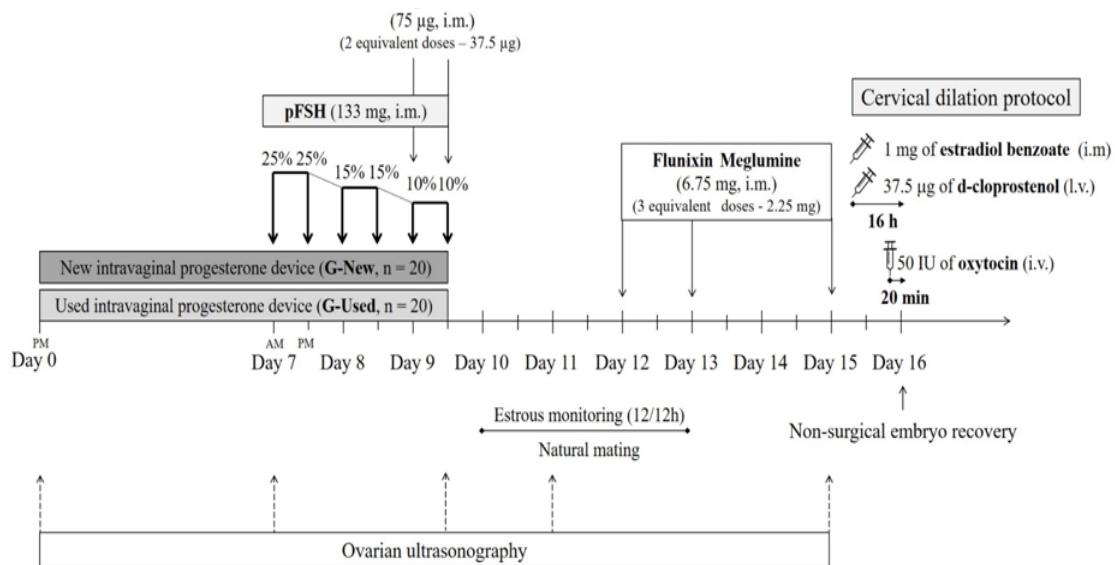 (75 µg, i.m.)
(2 equivalent doses – 37.5 µg)
pFSH (133 mg, i.m.)
25% 25%
15% 15%
10% 10%
Flunixin Meglumine
(6.75 mg, i.m.)
(3 equivalent doses - 2.25 mg)
Cervical dilation protocol
1 mg of estradiol benzoate (i.m)
37.5 µg of d-cloprostenol (l.v.)
16 h
50 IU of oxytocin (i.v.)
20 min
New intravaginal progesterone device (G-New, n = 20)
Used intravaginal progesterone device (G-Used, n = 20)
PM AM PM
Day 0 Day 7 Day 8 Day 9 Day 10 Day 11 Day 12 Day 13 Day 14 Day 15 Day 16
Estrous monitoring (12/12h)
Natural mating
Non-surgical embryo recovery
Ovarian ultrasonography